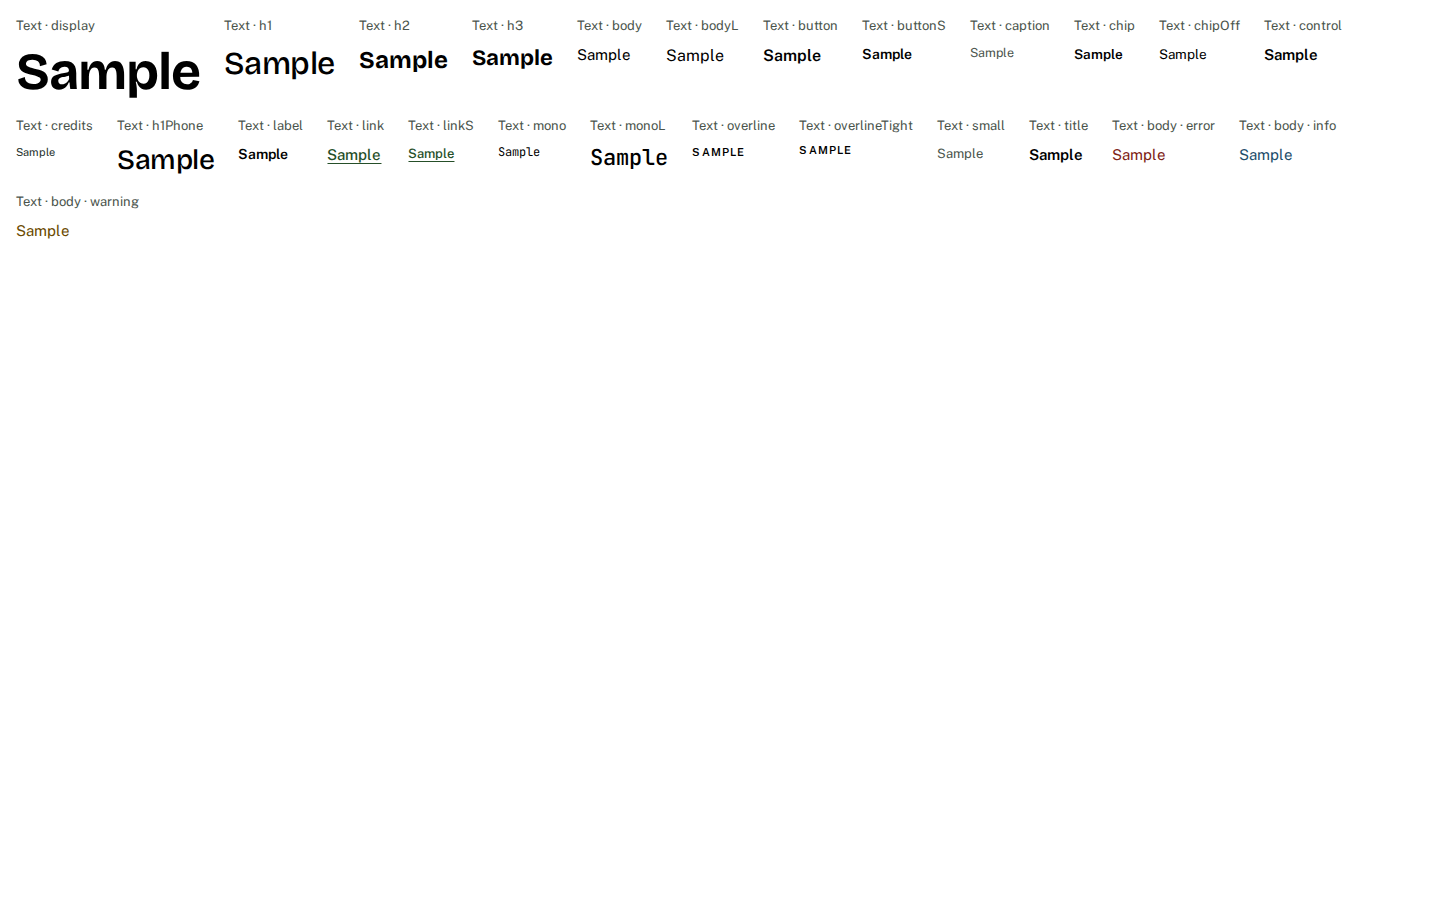 Text · display Text · h1 Text · h2 Text · h3 Text · body Text · bodyL Text · button Text · buttonS Text · caption Text · chip Text · chipOff Text · control
Sample Sample Sample Sample Sample Sample Sample Sample Sample Sample Sample Sample
Text · credits Text · h1Phone Text · label Text · link Text · linkS Text · mono Text · monoL Text · overline Text · overlineTight Text · small Text · title Text · body · error Text · body · info
Sample Sample Sample Sample Sample Sample Sample SAMPLE SAMPLE Sample Sample Sample Sample
Text · body · warning
Sample